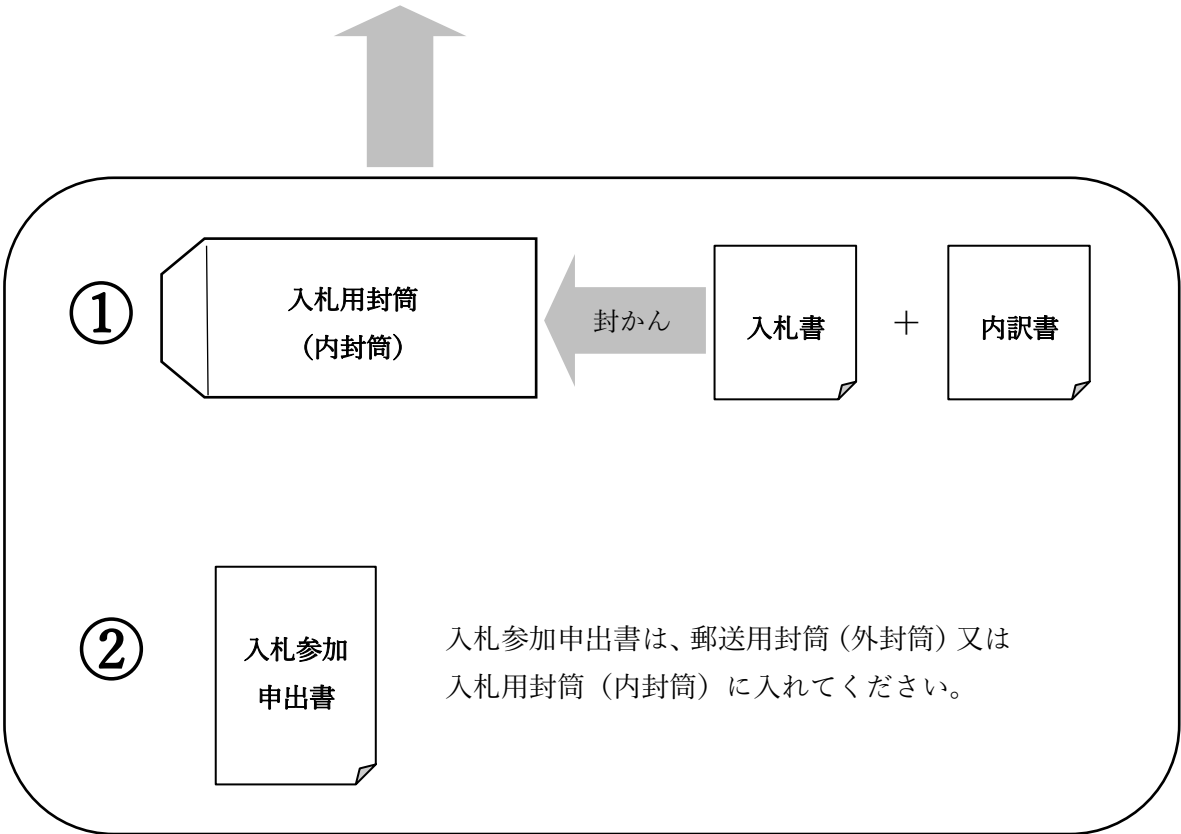 ①
入札用封筒
（内封筒）
封かん
入札書
＋
内訳書
②
入札参加
申出書
入札参加申出書は、郵送用封筒（外封筒）又は
入札用封筒（内封筒）に入れてください。